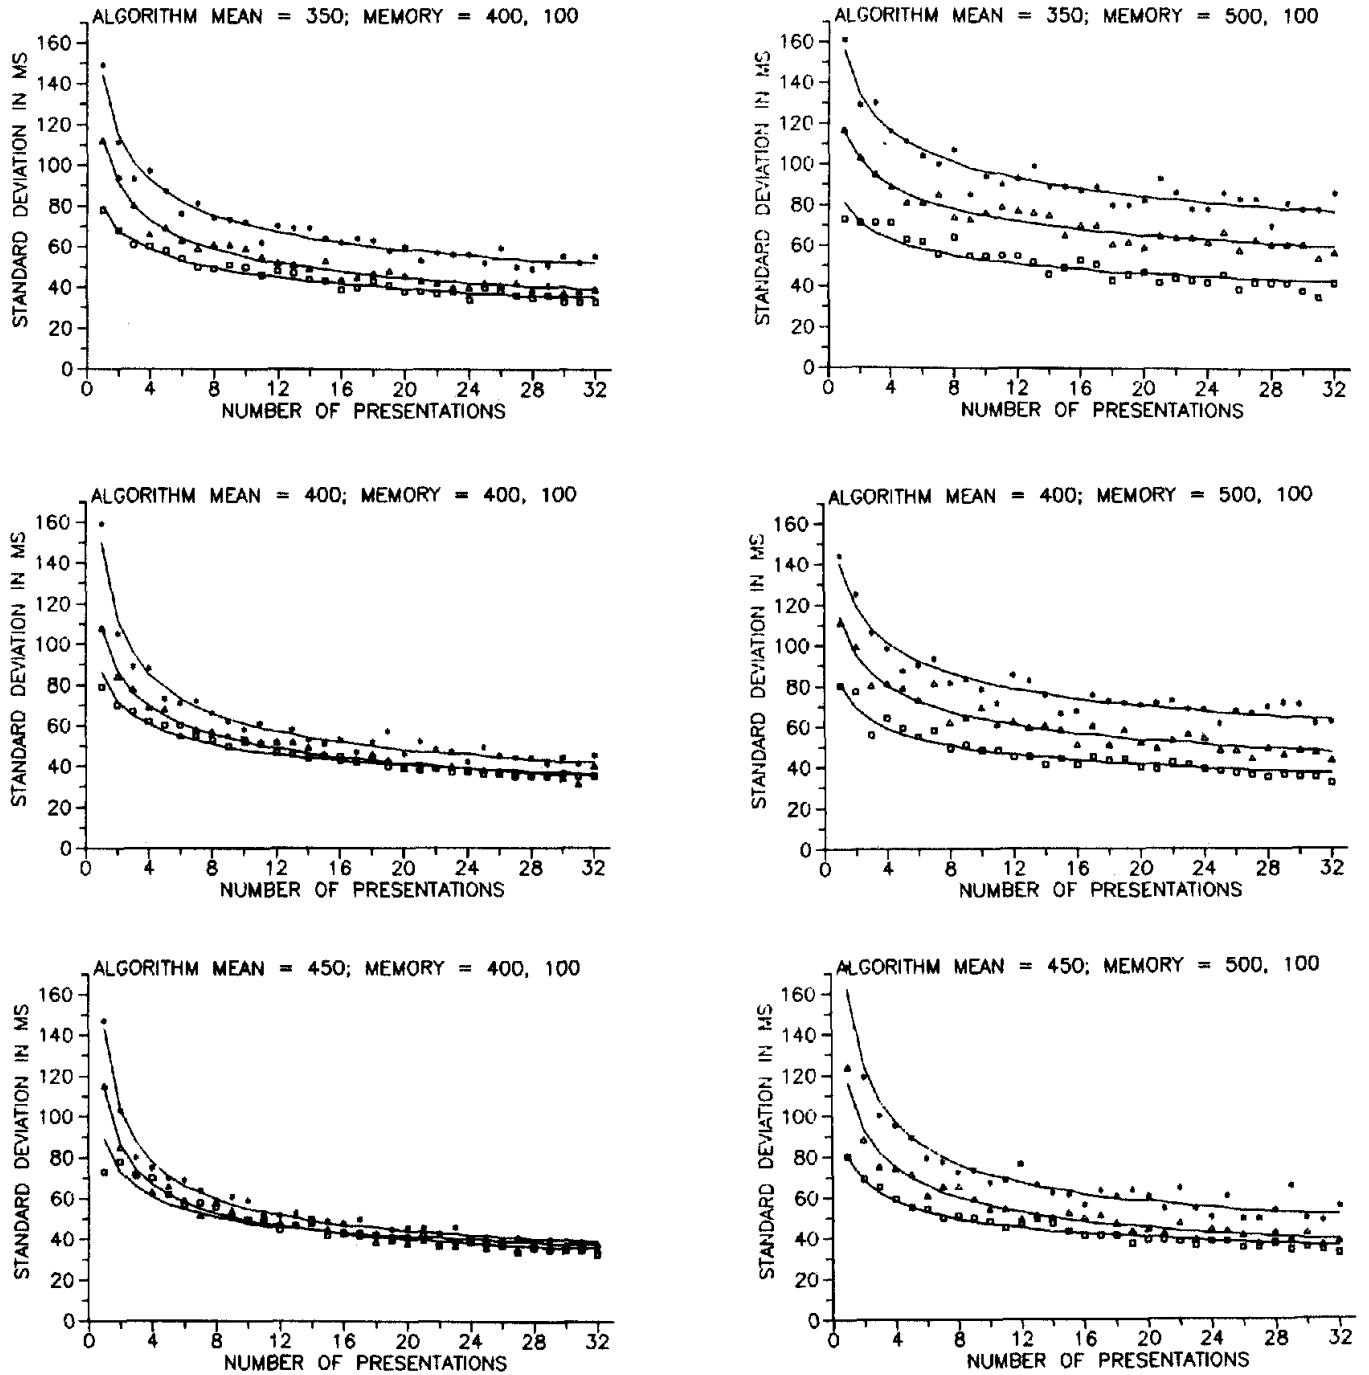 ALGORITHM MEAN = 350; MEMORY = 400, 100
STANDARD DEVIATION IN MS
160
140
120
100
80
60
40
20
0
0 4 8 12 16 20 24 28 32
NUMBER OF PRESENTATIONS
ALGORITHM MEAN = 350; MEMORY = 500, 100
STANDARD DEVIATION IN MS
160
140
120
100
80
60
40
20
0
0 4 8 12 16 20 24 28 32
NUMBER OF PRESENTATIONS
ALGORITHM MEAN = 400; MEMORY = 400, 100
STANDARD DEVIATION IN MS
160
140
120
100
80
60
40
20
0
0 4 8 12 16 20 24 28 32
NUMBER OF PRESENTATIONS
ALGORITHM MEAN = 400; MEMORY = 500, 100
STANDARD DEVIATION IN MS
160
140
120
100
80
60
40
20
0
0 4 8 12 16 20 24 28 32
NUMBER OF PRESENTATIONS
ALGORITHM MEAN = 450; MEMORY = 400, 100
STANDARD DEVIATION IN MS
160
140
120
100
80
60
40
20
0
0 4 8 12 16 20 24 28 32
NUMBER OF PRESENTATIONS
ALGORITHM MEAN = 450; MEMORY = 500, 100
STANDARD DEVIATION IN MS
160
140
120
100
80
60
40
20
0
0 4 8 12 16 20 24 28 32
NUMBER OF PRESENTATIONS